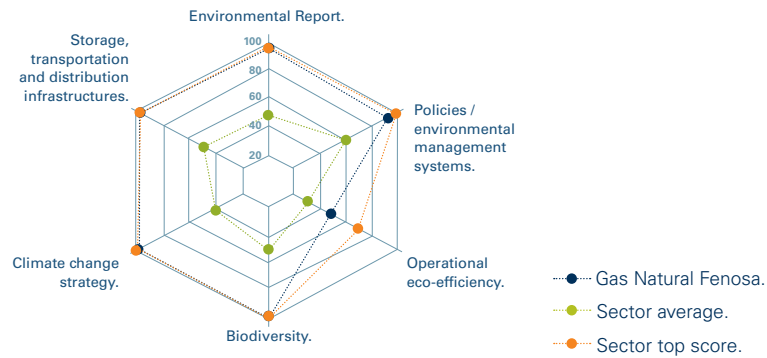 Environmental Report.
100
80
60
40
20
Storage,
transportation
and distribution
infrastructures.
Policies /
environmental
management
systems.
Climate change
strategy.
Operational
eco-efficiency.
Biodiversity.
Gas Natural Fenosa.
Sector average.
Sector top score.